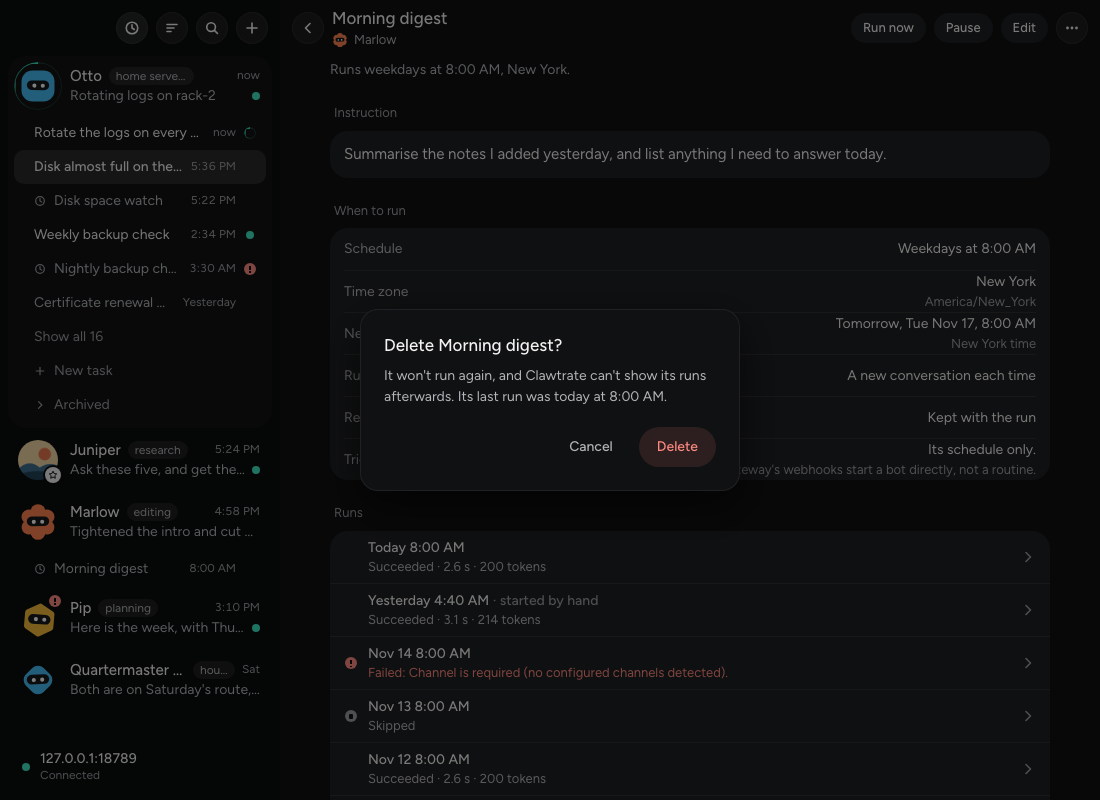 Otto home serve... now
Rotating logs on rack-2
Rotate the logs on every ... now
Disk almost full on the... 5:36 PM
Disk space watch 5:22 PM
Weekly backup check 2:34 PM
Nightly backup ch... 3:30 AM
Certificate renewal ... Yesterday
Show all 16
New task
Archived
Juniper research 5:24 PM
Ask these five, and get the...
Marlow editing 4:58 PM
Tightened the intro and cut ...
Morning digest 8:00 AM
Pip planning 3:10 PM
Here is the week, with Thu...
Quartermaster ... hou... Sat
Both are on Saturday's route,...
127.0.0.1:18789
Connected
Morning digest
Marlow
Run now Pause Edit
Runs weekdays at 8:00 AM, New York.
Instruction
Summarise the notes I added yesterday, and list anything I need to answer today.
When to run
Schedule Weekdays at 8:00 AM
Time zone New York
America/New_York
Tomorrow, Tue Nov 17, 8:00 AM
New York time
A new conversation each time
Kept with the run
Its schedule only.
webhooks start a bot directly, not a routine.
Delete Morning digest?
It won't run again, and Clawtrate can't show its runs
afterwards. Its last run was today at 8:00 AM.
Cancel Delete
Runs
Today 8:00 AM
Succeeded · 2.6 s · 200 tokens
Yesterday 4:40 AM · started by hand
Succeeded · 3.1 s · 214 tokens
Nov 14 8:00 AM
Failed: Channel is required (no configured channels detected).
Nov 13 8:00 AM
Skipped
Nov 12 8:00 AM
Succeeded · 2.6 s · 200 tokens